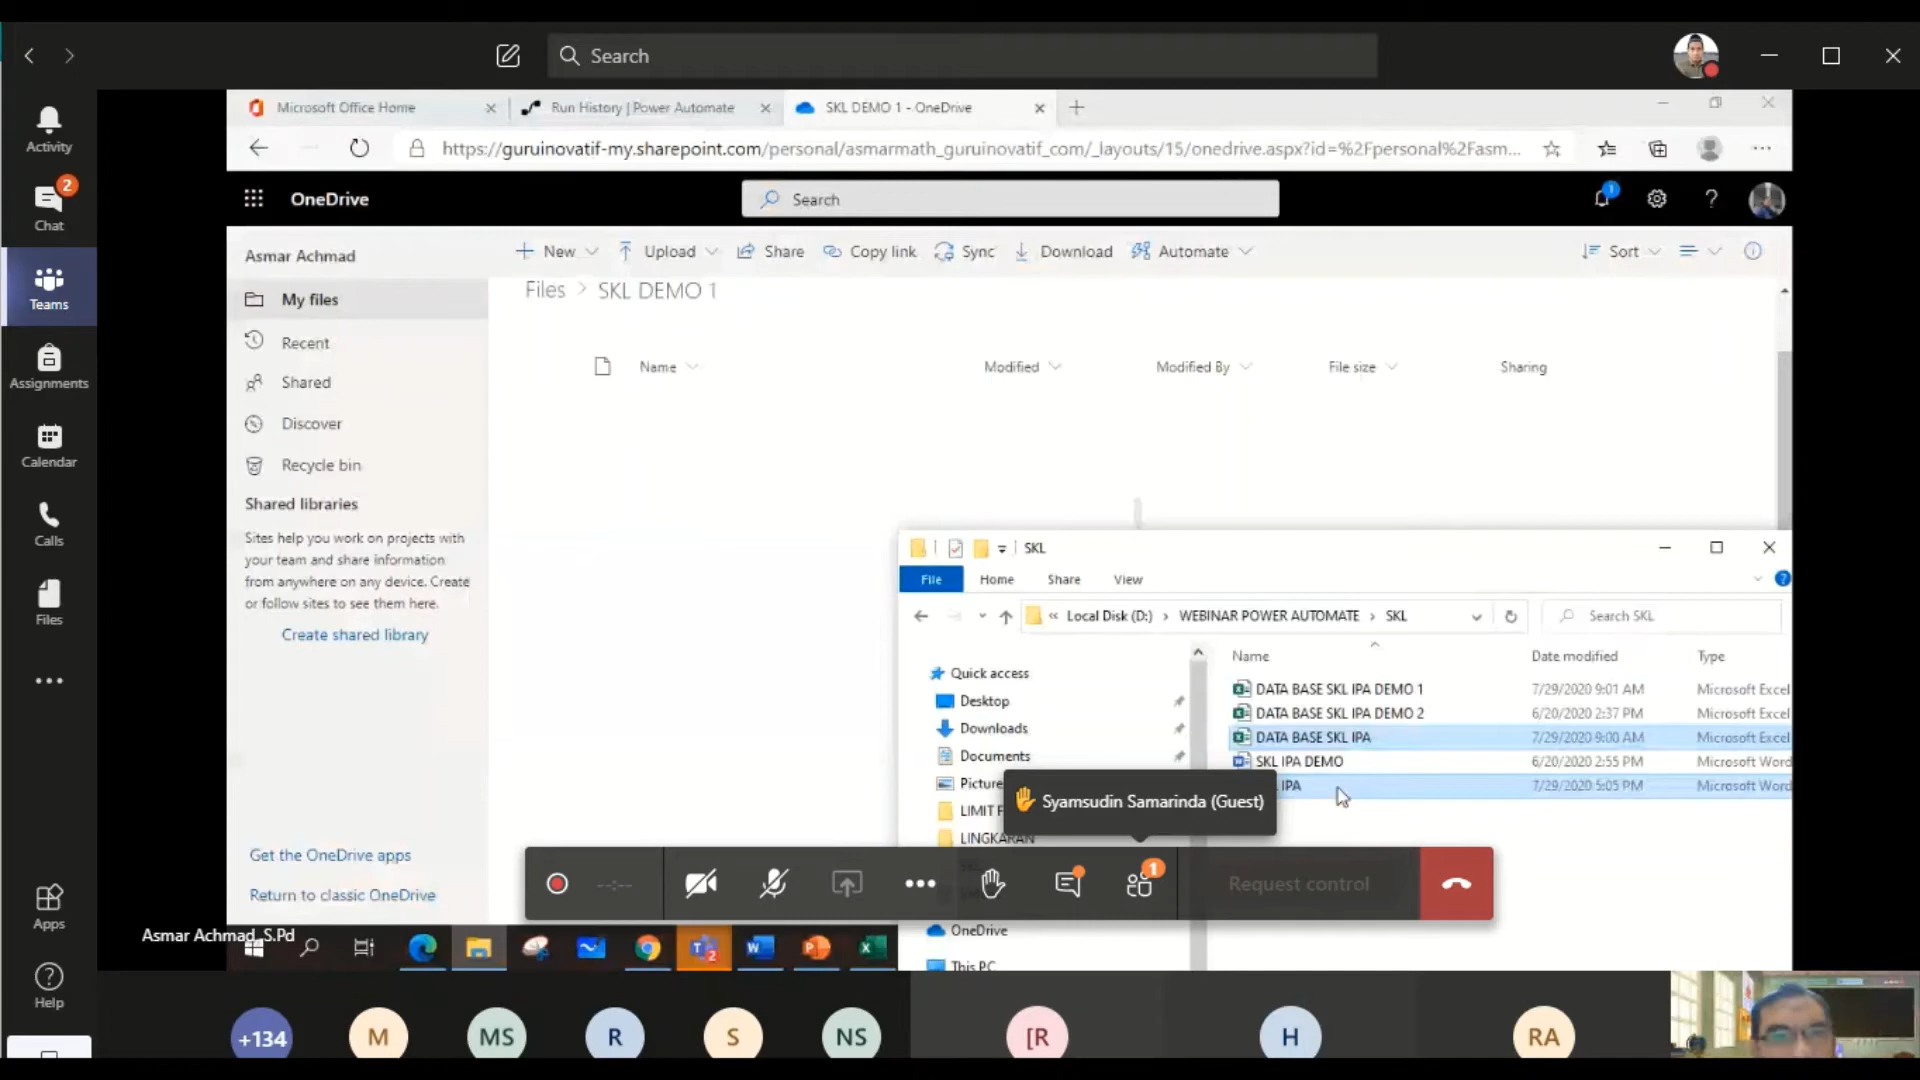 Search
Activity
2
Chat
Teams
Assignments
Calendar
Calls
Files
Apps
Help
Microsoft Office Home
Run History | Power Automate
SKL DEMO 1 - OneDrive
https://guruinovatif-my.sharepoint.com/personal/asmarmath_guruinovatif_com/_layouts/15/onedrive.aspx?id=%2Fpersonal%2Fasm...
OneDrive
Search
1
?
Asmar Achmad
New
Upload
Share
Copy link
Sync
Download
Automate
Sort
My files
Recent
Shared
Discover
Recycle bin
Shared libraries
Sites help you work on projects with
your team and share information
from anywhere on any device. Create
or follow sites to see them here.
Create shared library
Get the OneDrive apps
Return to classic OneDrive
Files > SKL DEMO 1
Name
Modified
Modified By
File size
Sharing
SKL
File
Home
Share
View
?
« Local Disk (D:) > WEBINAR POWER AUTOMATE > SKL
Search SKL
Quick access
Desktop
Downloads
Documents
Picture
LIMIT F
LINGKARAN
OneDrive
This PC
Name
Date modified
Type
DATA BASE SKL IPA DEMO 1 7/29/2020 9:01 AM Microsoft Excel
DATA BASE SKL IPA DEMO 2 6/20/2020 2:37 PM Microsoft Excel
DATA BASE SKL IPA 7/29/2020 9:00 AM Microsoft Excel
SKL IPA DEMO 6/20/2020 2:55 PM Microsoft Word
IPA 7/29/2020 5:05 PM Microsoft Word
Syamsudin Samarinda (Guest)
--:--
1
Request control
Asmar Achmad, S.Pd
2
+134
M
MS
R
S
NS
[R
H
RA